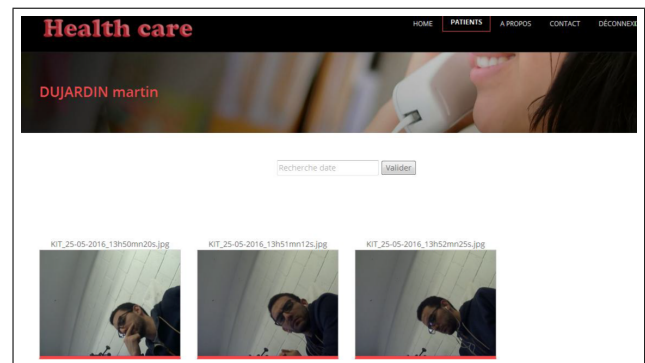 Health care
HOME PATIENTS A PROPOS CONTACT DÉCONNEXI
DUJARDIN martin
Recherche date Valider
KIT_25-05-2016_13h50mn20s.jpg KIT_25-05-2016_13h51mn12s.jpg KIT_25-05-2016_13h52mn25s.jpg